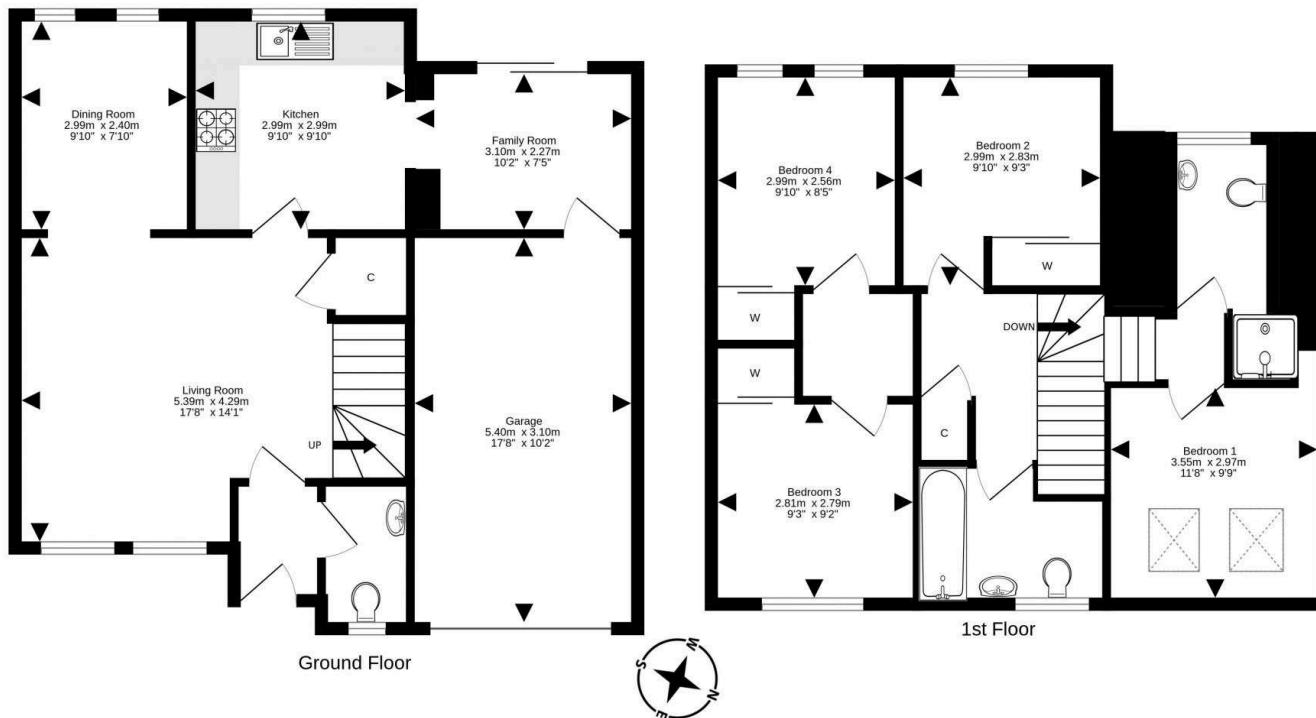 Dining Room
2.99m x 2.40m
9'10" x 7'10"
Kitchen
2.99m x 2.99m
9'10" x 9'10"
Family Room
3.10m x 2.27m
10'2" x 7'5"
C
Living Room
5.39m x 4.29m
17'8" x 14'1"
UP
Garage
5.40m x 3.10m
17'8" x 10'2"
Ground Floor
Bedroom 4
2.99m x 2.56m
9'10" x 8'5"
Bedroom 2
2.99m x 2.83m
9'10" x 9'3"
W
W
W
DOWN
C
Bedroom 3
2.81m x 2.79m
9'3" x 9'2"
Bedroom 1
3.55m x 2.97m
11'8" x 9'9"
1st Floor
W
S
N
E